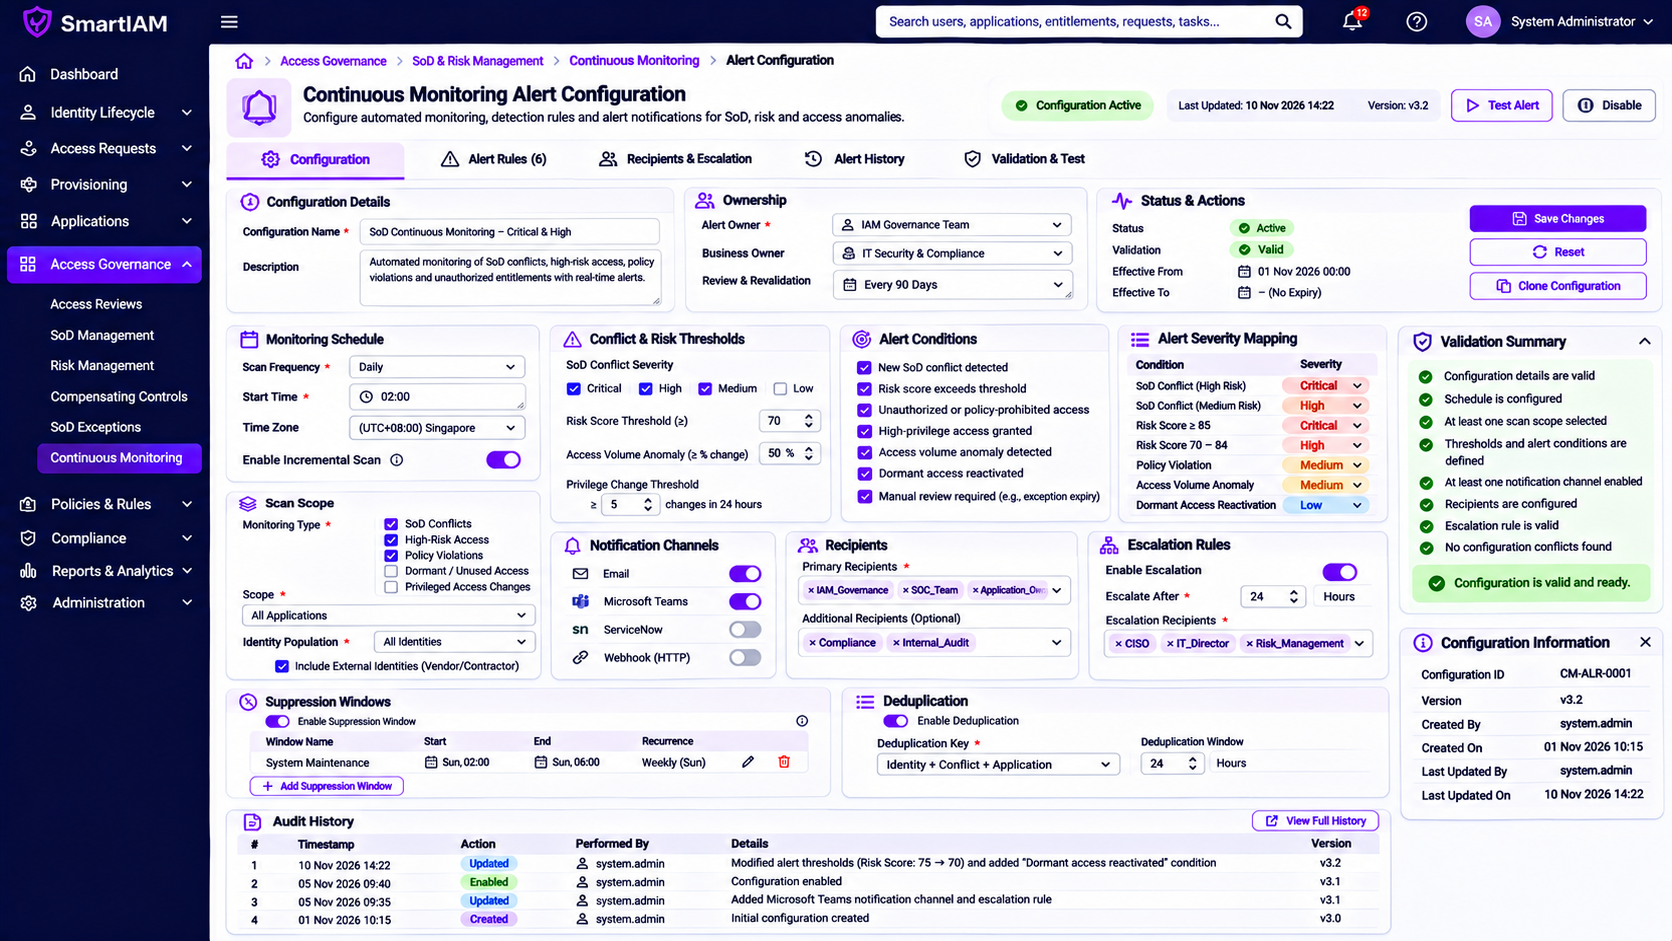 SmartIAM
Search users, applications, entitlements, requests, tasks...
12
SA
System Administrator
Dashboard
Identity Lifecycle
Access Requests
Provisioning
Applications
Access Governance
Access Reviews
SoD Management
Risk Management
Compensating Controls
SoD Exceptions
Continuous Monitoring
Policies & Rules
Compliance
Reports & Analytics
Administration
Access Governance > SoD & Risk Management > Continuous Monitoring > Alert Configuration
Continuous Monitoring Alert Configuration
Configure automated monitoring, detection rules and alert notifications for SoD, risk and access anomalies.
Configuration Active
Last Updated: 10 Nov 2026 14:22 Version: v3.2
Test Alert
Disable
Configuration
Alert Rules (6)
Recipients & Escalation
Alert History
Validation & Test
Configuration Details
Configuration Name * SoD Continuous Monitoring – Critical & High
Description Automated monitoring of SoD conflicts, high-risk access, policy
violations and unauthorized entitlements with real-time alerts.
Ownership
Alert Owner * IAM Governance Team
Business Owner IT Security & Compliance
Review & Revalidation Every 90 Days
Status & Actions
Status Active
Validation Valid
Effective From 01 Nov 2026 00:00
Effective To – (No Expiry)
Save Changes
Reset
Clone Configuration
Monitoring Schedule
Scan Frequency * Daily
Start Time * 02:00
Time Zone (UTC+08:00) Singapore
Enable Incremental Scan
Conflict & Risk Thresholds
SoD Conflict Severity
Critical High Medium Low
Risk Score Threshold (≥) 70
Access Volume Anomaly (≥ % change) 50 %
Privilege Change Threshold
≥ 5 changes in 24 hours
Alert Conditions
New SoD conflict detected
Risk score exceeds threshold
Unauthorized or policy-prohibited access
High-privilege access granted
Access volume anomaly detected
Dormant access reactivated
Manual review required (e.g., exception expiry)
Alert Severity Mapping
Condition Severity
SoD Conflict (High Risk) Critical
SoD Conflict (Medium Risk) High
Risk Score ≥ 85 Critical
Risk Score 70 – 84 High
Policy Violation Medium
Access Volume Anomaly Medium
Dormant Access Reactivation Low
Validation Summary
Configuration details are valid
Schedule is configured
At least one scan scope selected
Thresholds and alert conditions are
defined
At least one notification channel enabled
Recipients are configured
Escalation rule is valid
No configuration conflicts found
Configuration is valid and ready.
Scan Scope
Monitoring Type *
SoD Conflicts
High-Risk Access
Policy Violations
Dormant / Unused Access
Privileged Access Changes
Scope *
All Applications
Identity Population * All Identities
Include External Identities (Vendor/Contractor)
Notification Channels
Email
Microsoft Teams
sn ServiceNow
Webhook (HTTP)
Recipients
Primary Recipients *
× IAM_Governance × SOC_Team × Application_Ow
Additional Recipients (Optional)
× Compliance × Internal_Audit
Escalation Rules
Enable Escalation
Escalate After * 24 Hours
Escalation Recipients *
× CISO × IT_Director × Risk_Management
Configuration Information
Configuration ID CM-ALR-0001
Version v3.2
Created By system.admin
Created On 01 Nov 2026 10:15
Last Updated By system.admin
Last Updated On 10 Nov 2026 14:22
Suppression Windows
Enable Suppression Window
Window Name Start End Recurrence
System Maintenance Sun, 02:00 Sun, 06:00 Weekly (Sun)
+ Add Suppression Window
Deduplication
Enable Deduplication
Deduplication Key * Deduplication Window
Identity + Conflict + Application 24 Hours
Audit History
View Full History
# Timestamp Action Performed By Details Version
1 10 Nov 2026 14:22 Updated system.admin Modified alert thresholds (Risk Score: 75 → 70) and added "Dormant access reactivated" condition v3.2
2 05 Nov 2026 09:40 Enabled system.admin Configuration enabled v3.1
3 05 Nov 2026 09:35 Updated system.admin Added Microsoft Teams notification channel and escalation rule v3.1
4 01 Nov 2026 10:15 Created system.admin Initial configuration created v3.0